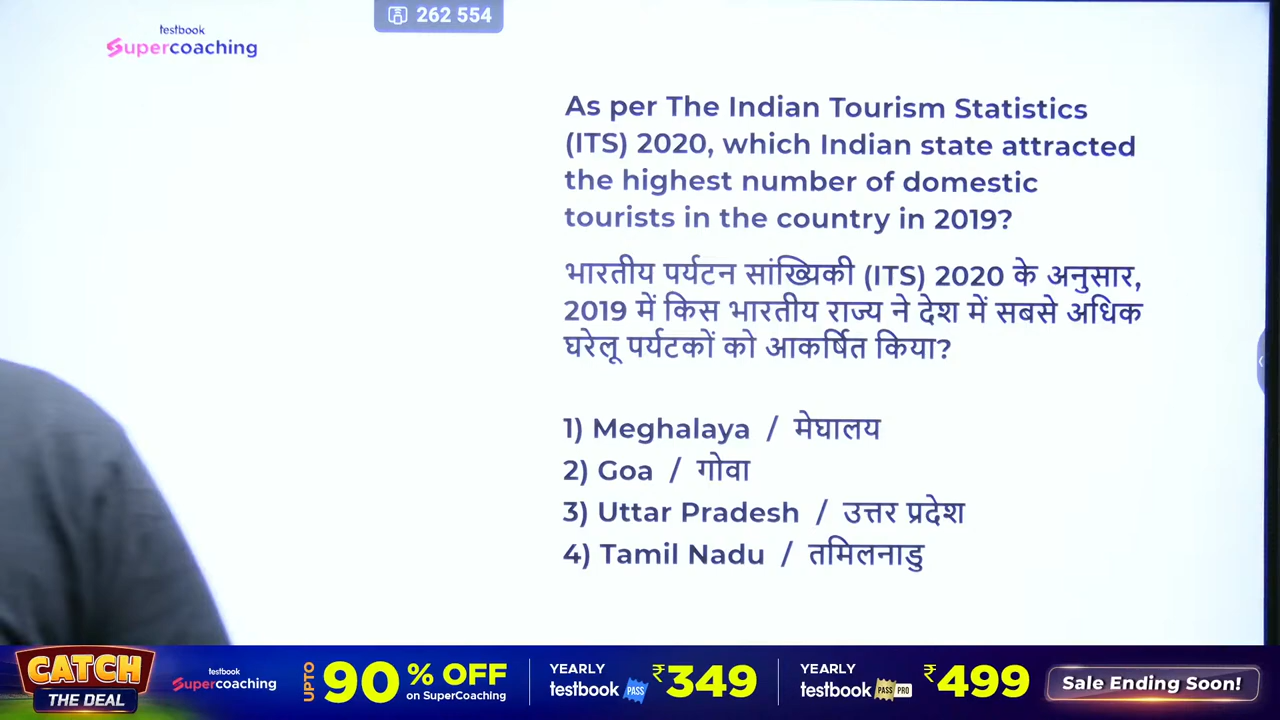 262 554
testbook
Supercoaching
As per The Indian Tourism Statistics
(ITS) 2020, which Indian state attracted
the highest number of domestic
tourists in the country in 2019?
भारतीय पर्यटन सांख्यिकी (ITS) 2020 के अनुसार,
2019 में किस भारतीय राज्य ने देश में सबसे अधिक
घरेलू पर्यटकों को आकर्षित किया?
1) Meghalaya / मेघालय
2) Goa / गोवा
3) Uttar Pradesh / उत्तर प्रदेश
4) Tamil Nadu / तमिलनाडु
CATCH
THE DEAL
testbook
Supercoaching
UPTO
90% OFF
on SuperCoaching
YEARLY
testbook PASS
₹349
YEARLY
testbook PASS PRO
₹499
Sale Ending Soon!